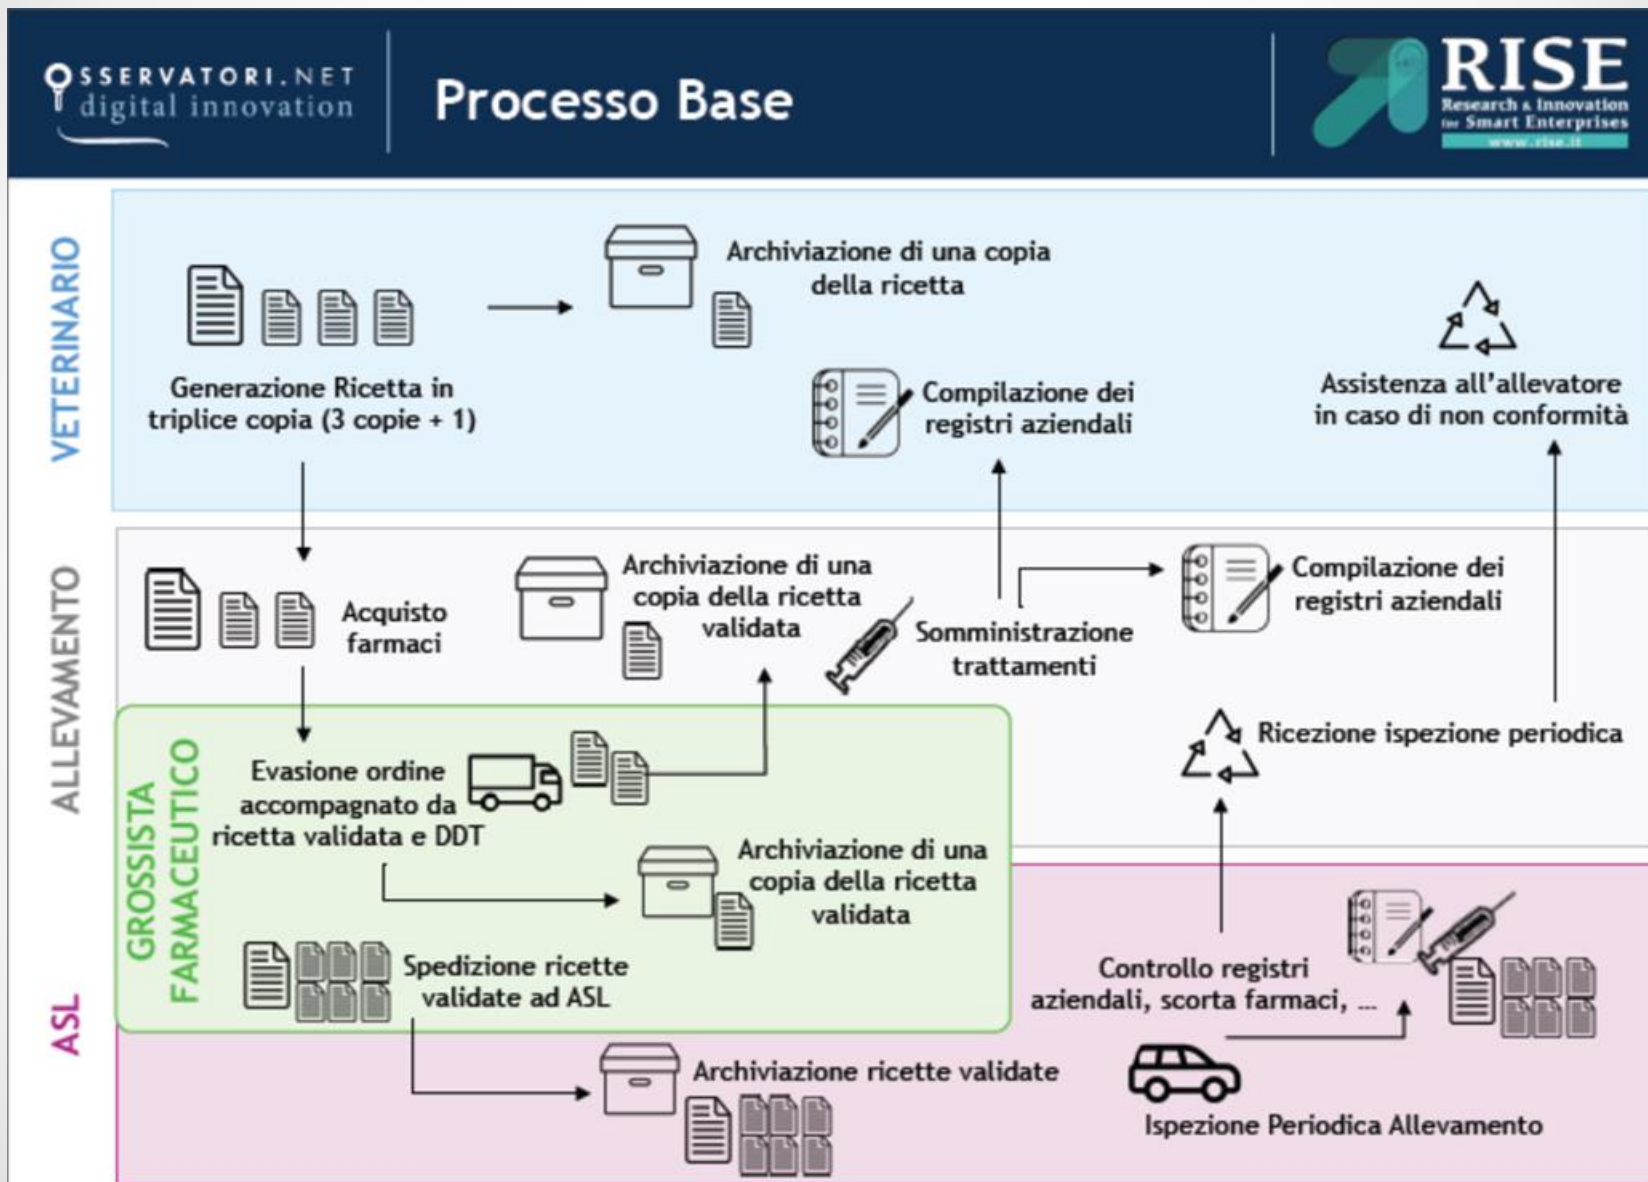 OSSERVATORI.NET
digital innovation
Processo Base
RISE
Research & Innovation
for Smart Enterprises
www.rise.it
VETERINARIO
Generazione Ricetta in
triplice copia (3 copie + 1)
Archiviazione di una copia
della ricetta
Compilazione dei
registri aziendali
Assistenza all'allevatore
in caso di non conformità
ALLEVAMENTO
Acquisto
farmaci
Archiviazione di una
copia della ricetta
validata
Somministrazione
trattamenti
Compilazione dei
registri aziendali
Ricezione ispezione periodica
GROSSISTA
FARMACEUTICO
Evasione ordine
accompagnato da
ricetta validata e DDT
Archiviazione di una
copia della ricetta
validata
Spedizione ricette
validate ad ASL
ASL
Archiviazione ricette validate
Controllo registri
aziendali, scorta farmaci, ...
Ispezione Periodica Allevamento